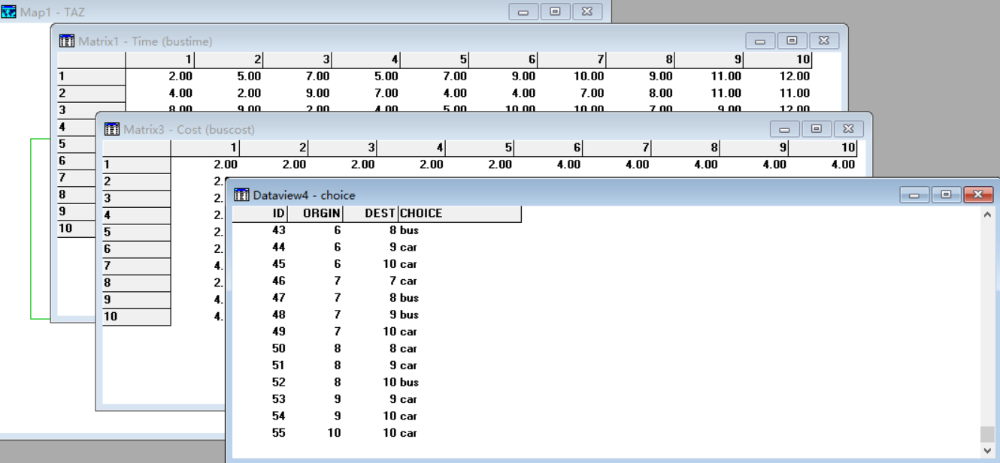 Map1 - TAZ
Matrix1 - Time (bustime)
1 2 3 4 5 6 7 8 9 10
1 2.00 5.00 7.00 5.00 7.00 9.00 10.00 9.00 11.00 12.00
2 4.00 2.00 9.00 7.00 4.00 4.00 7.00 8.00 11.00 11.00
3 8.00 9.00 2.00 4.00 5.00 10.00 10.00 7.00 9.00 12.00
4
5
6
7
8
9
10
Matrix3 - Cost (buscost)
1 2 3 4 5 6 7 8 9 10
1 2.00 2.00 2.00 2.00 2.00 4.00 4.00 4.00 4.00 4.00
2 2.
3 2.
4 2.
5 2.
6 2.
7 4.
8 2.
9 4.
10 4.
Dataview4 - choice
ID ORGIN DEST CHOICE
43 6 8 bus
44 6 9 car
45 6 10 car
46 7 7 car
47 7 8 bus
48 7 9 bus
49 7 10 car
50 8 8 car
51 8 9 car
52 8 10 bus
53 9 9 car
54 9 10 car
55 10 10 car